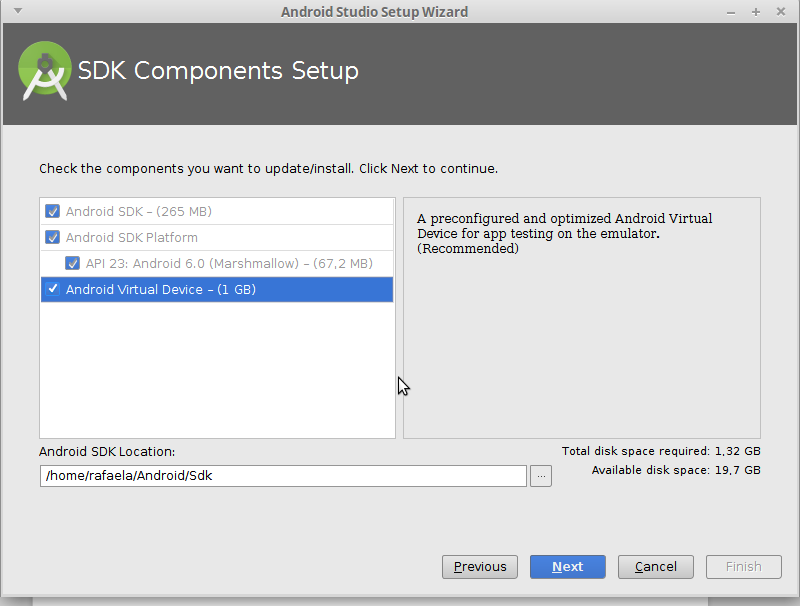 Android Studio Setup Wizard
SDK Components Setup
Check the components you want to update/install. Click Next to continue.
Android SDK – (265 MB)
Android SDK Platform
API 23: Android 6.0 (Marshmallow) – (67,2 MB)
Android Virtual Device – (1 GB)
A preconfigured and optimized Android Virtual
Device for app testing on the emulator.
(Recommended)
Android SDK Location:
/home/rafaela/Android/Sdk
...
Total disk space required: 1,32 GB
Available disk space: 19,7 GB
Previous
Next
Cancel
Finish